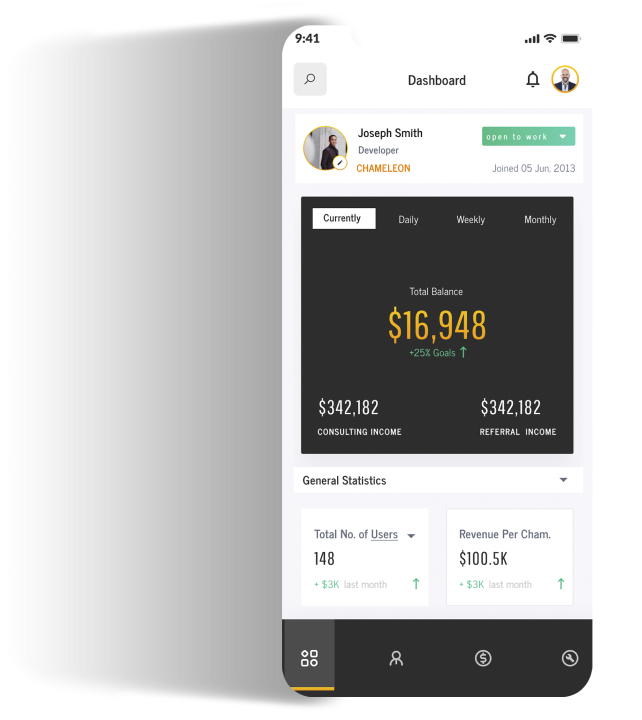 9:41
Dashboard
Joseph Smith
open to work
Developer
CHAMELEON
Joined 05 Jun, 2013
Currently Daily Weekly Monthly
Total Balance
$16,948
+25% Goals ↑
$342,182 $342,182
CONSULTING INCOME REFERRAL INCOME
General Statistics
Total No. of Users Revenue Per Cham.
148 $100.5K
+ $3K last month ↑ + $3K last month ↑